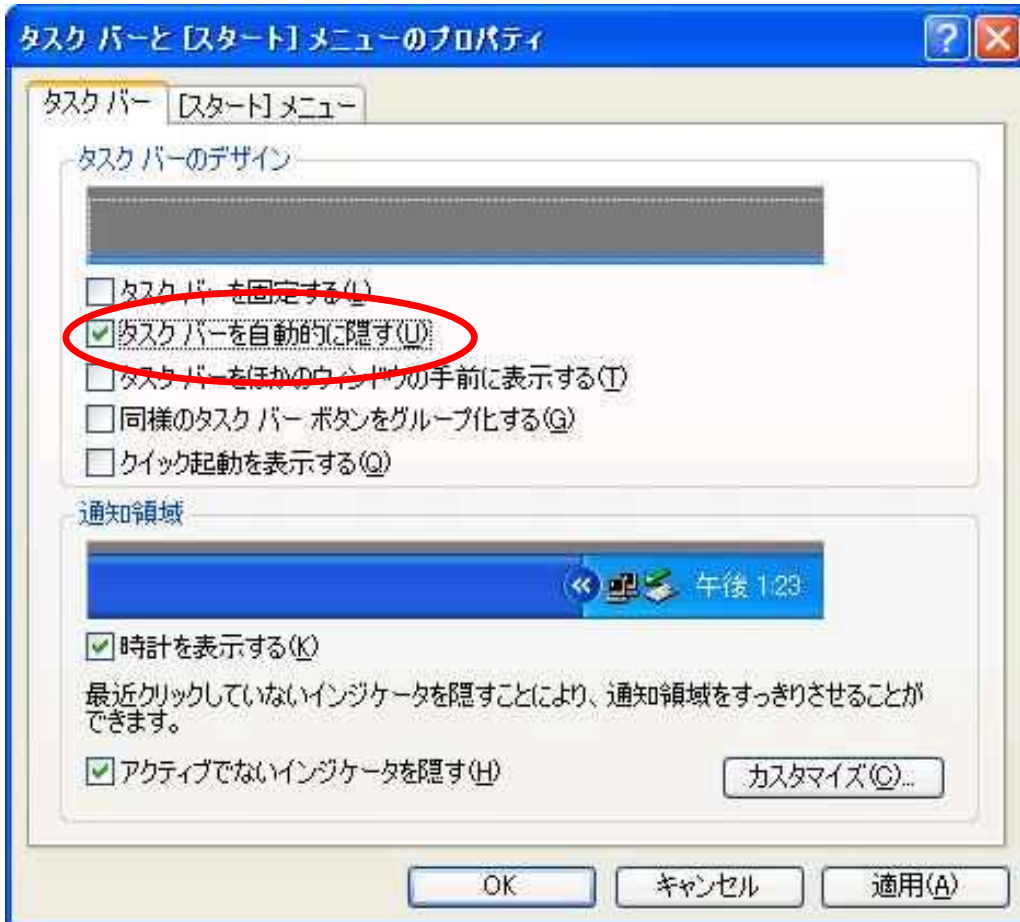 タスク バーと [スタート] メニューのプロパティ
タスク バー
[スタート] メニュー
タスク バーのデザイン
タスク バーを固定する(L)
タスク バーを自動的に隠す(U)
タスク バーをほかのウィンドウの手前に表示する(T)
同様のタスク バー ボタンをグループ化する(G)
クイック起動を表示する(Q)
通知領域
午後 1:23
時計を表示する(K)
最近クリックしていないインジケータを隠すことにより、通知領域をすっきりさせることが
できます。
アクティブでないインジケータを隠す(H)
カスタマイズ(C)...
OK
キャンセル
適用(A)